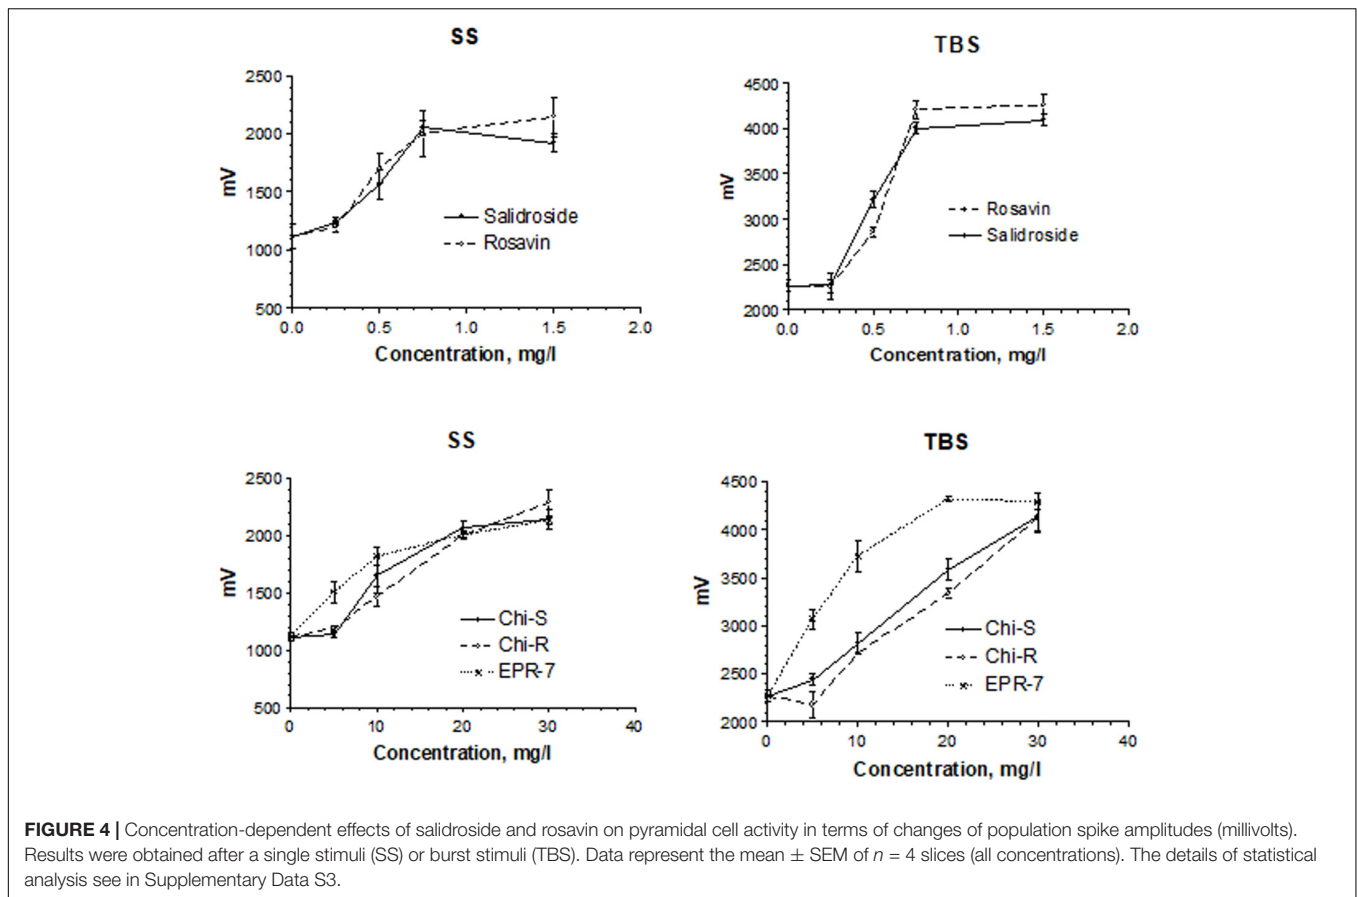 SS
2500
2000
1500
1000
500
mV
Salidroside
Rosavin
0.0 0.5 1.0 1.5 2.0
Concentration, mg/l
TBS
4500
4000
3500
3000
2500
2000
mV
Rosavin
Salidroside
0.0 0.5 1.0 1.5 2.0
Concentration, mg/l
SS
2500
2000
1500
1000
500
mV
Chi-S
Chi-R
EPR-7
0 10 20 30 40
Concentration, mg/l
TBS
4500
4000
3500
3000
2500
2000
mV
Chi-S
Chi-R
EPR-7
0 10 20 30 40
Concentration, mg/l
FIGURE 4 | Concentration-dependent effects of salidroside and rosavin on pyramidal cell activity in terms of changes of population spike amplitudes (millivolts).
Results were obtained after a single stimuli (SS) or burst stimuli (TBS). Data represent the mean ± SEM of n = 4 slices (all concentrations). The details of statistical
analysis see in Supplementary Data S3.